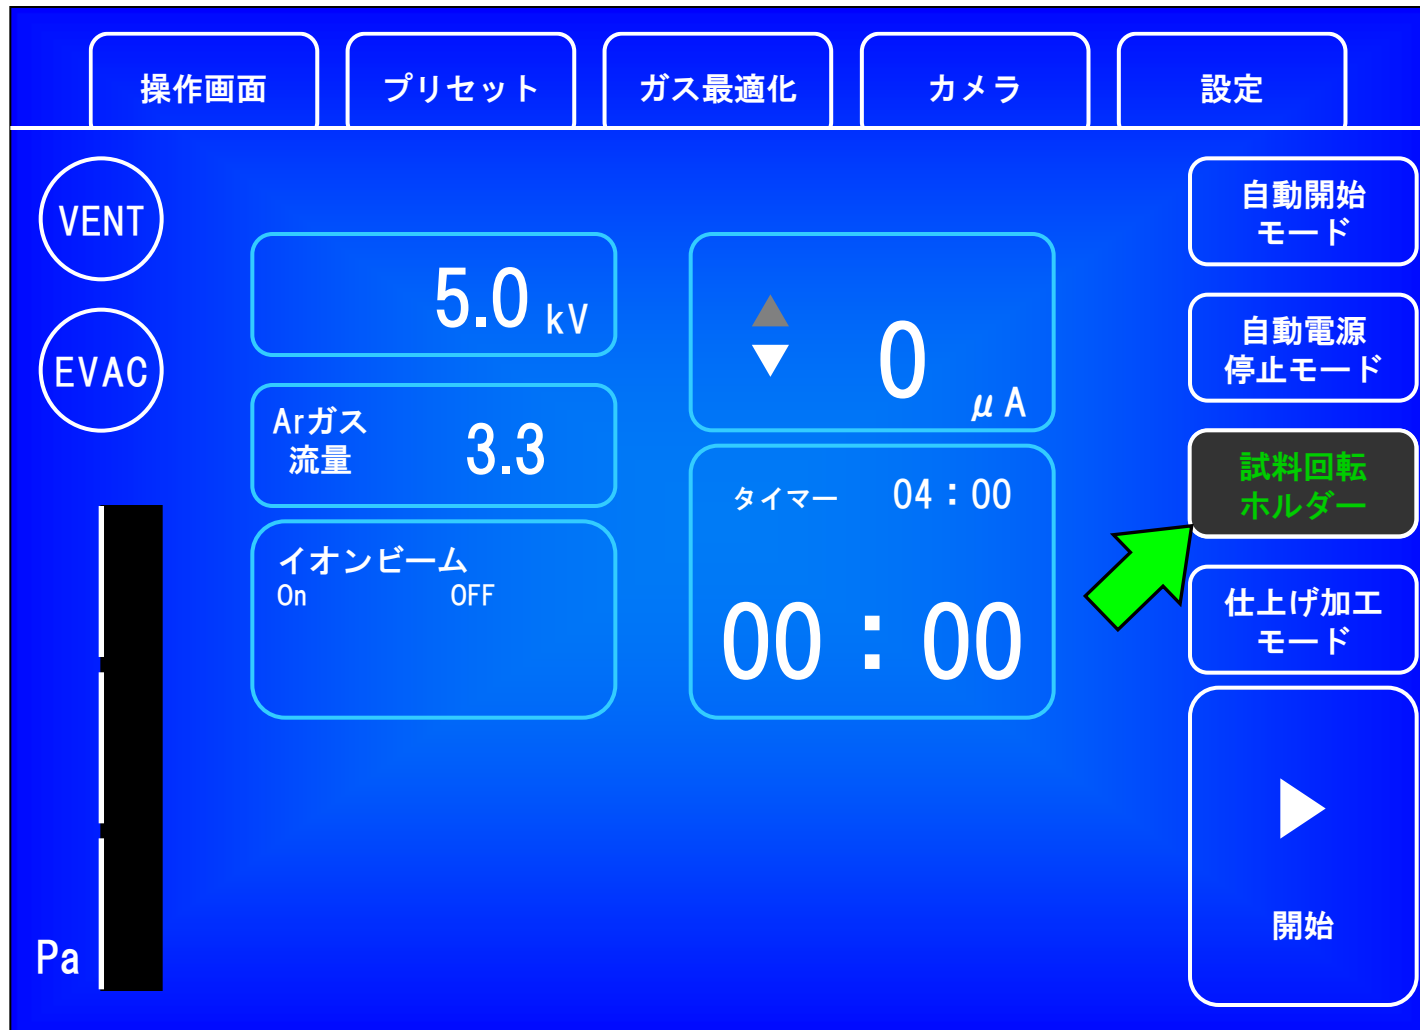 操作画面
プリセット
ガス最適化
カメラ
設定
VENT
EVAC
5.0 kV
Arガス
流量
3.3
イオンビーム
On OFF
0 μA
タイマー 04：00
00：00
自動開始
モード
自動電源
停止モード
試料回転
ホルダー
仕上げ加工
モード
開始
Pa